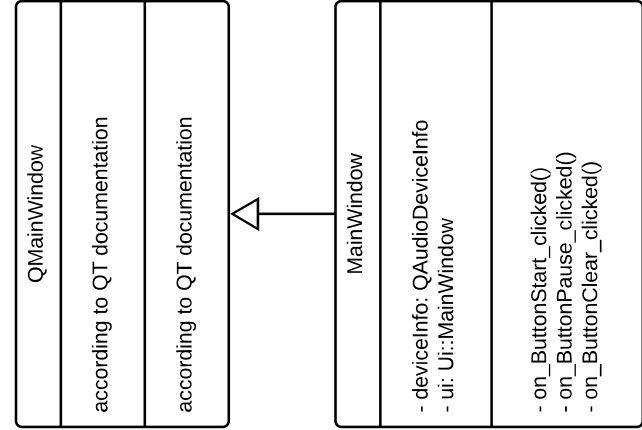 QMainWindow
according to QT documentation
according to QT documentation
MainWindow
- deviceInfo: QAudioDeviceInfo
- ui: Ui::MainWindow
- on_ButtonStart_clicked()
- on_ButtonPause_clicked()
- on_ButtonClear_clicked()